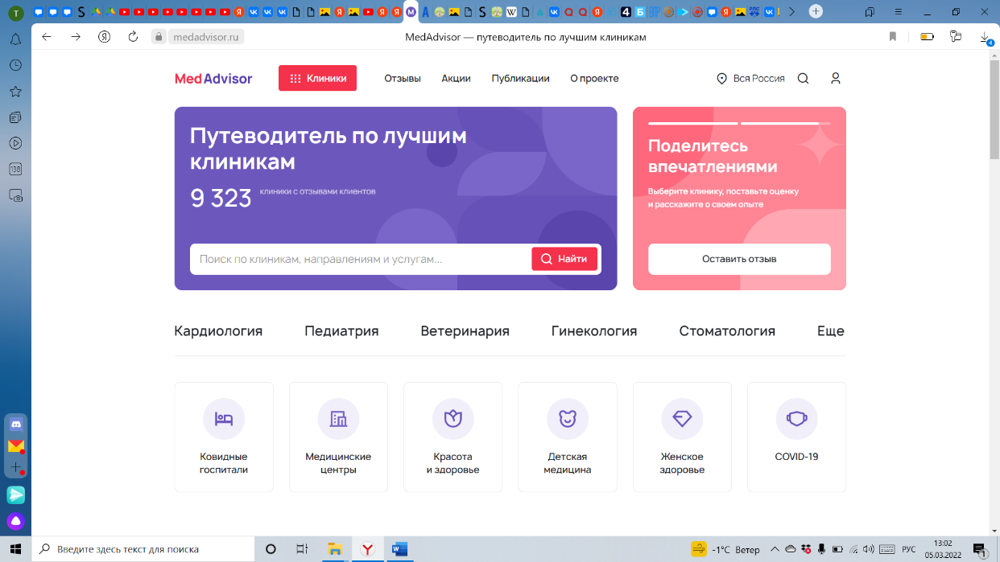 T
138
medadvisor.ru
MedAdvisor — путеводитель по лучшим клиникам
4
MedAdvisor
Клиники
Отзывы
Акции
Публикации
О проекте
Вся Россия
Путеводитель по лучшим
клиникам
9 323
клиники с отзывами клиентов
Поиск по клиникам, направлениям и услугам...
Найти
Поделитесь
впечатлениями
Выберите клинику, поставьте оценку
и расскажите о своем опыте
Оставить отзыв
Кардиология
Педиатрия
Ветеринария
Гинекология
Стоматология
Еще
Ковидные
госпитали
Медицинские
центры
Красота
и здоровье
Детская
медицина
Женское
здоровье
COVID-19
Введите здесь текст для поиска
-1°C Ветер
РУС
13:02
05.03.2022
1